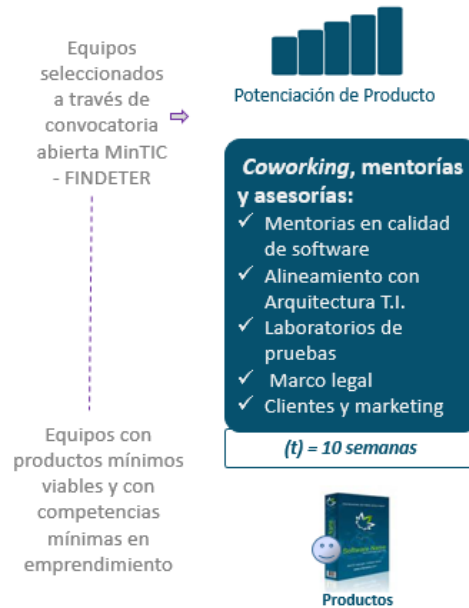 Equipos
seleccionados
a través de
convocatoria
abierta MinTIC
- FINDETER
Potenciación de Producto
Coworking, mentorías
y asesorías:
✓ Mentorias en calidad
de software
✓ Alineamiento con
Arquitectura T.I.
✓ Laboratorios de
pruebas
✓ Marco legal
✓ Clientes y marketing
(t) = 10 semanas
Equipos con
productos mínimos
viables y con
competencias
mínimas en
emprendimiento
Productos